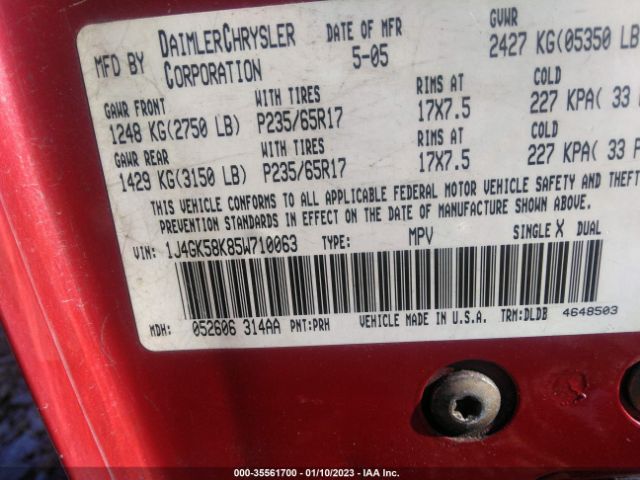 MFD BY DAIMLERCHRYSLER CORPORATION DATE OF MFR 5-05 GVWR 2427 KG(05350 LB
GAWR FRONT WITH TIRES RIMS AT COLD
1248 KG(2750 LB) P235/65R17 17X7.5 227 KPA( 33 P
GAWR REAR WITH TIRES RIMS AT COLD
1429 KG(3150 LB) P235/65R17 17X7.5 227 KPA( 33 P
THIS VEHICLE CONFORMS TO ALL APPLICABLE FEDERAL MOTOR VEHICLE SAFETY AND THEFT
PREVENTION STANDARDS IN EFFECT ON THE DATE OF MANUFACTURE SHOWN ABOVE.
VIN: 1J4GK58K85W710063 TYPE: MPV SINGLE X DUAL
MDH: 052606 314AA PNT:PRH VEHICLE MADE IN U.S.A. TRM:DLDB 4648503
000-35561700 - 01/10/2023 - IAA Inc.